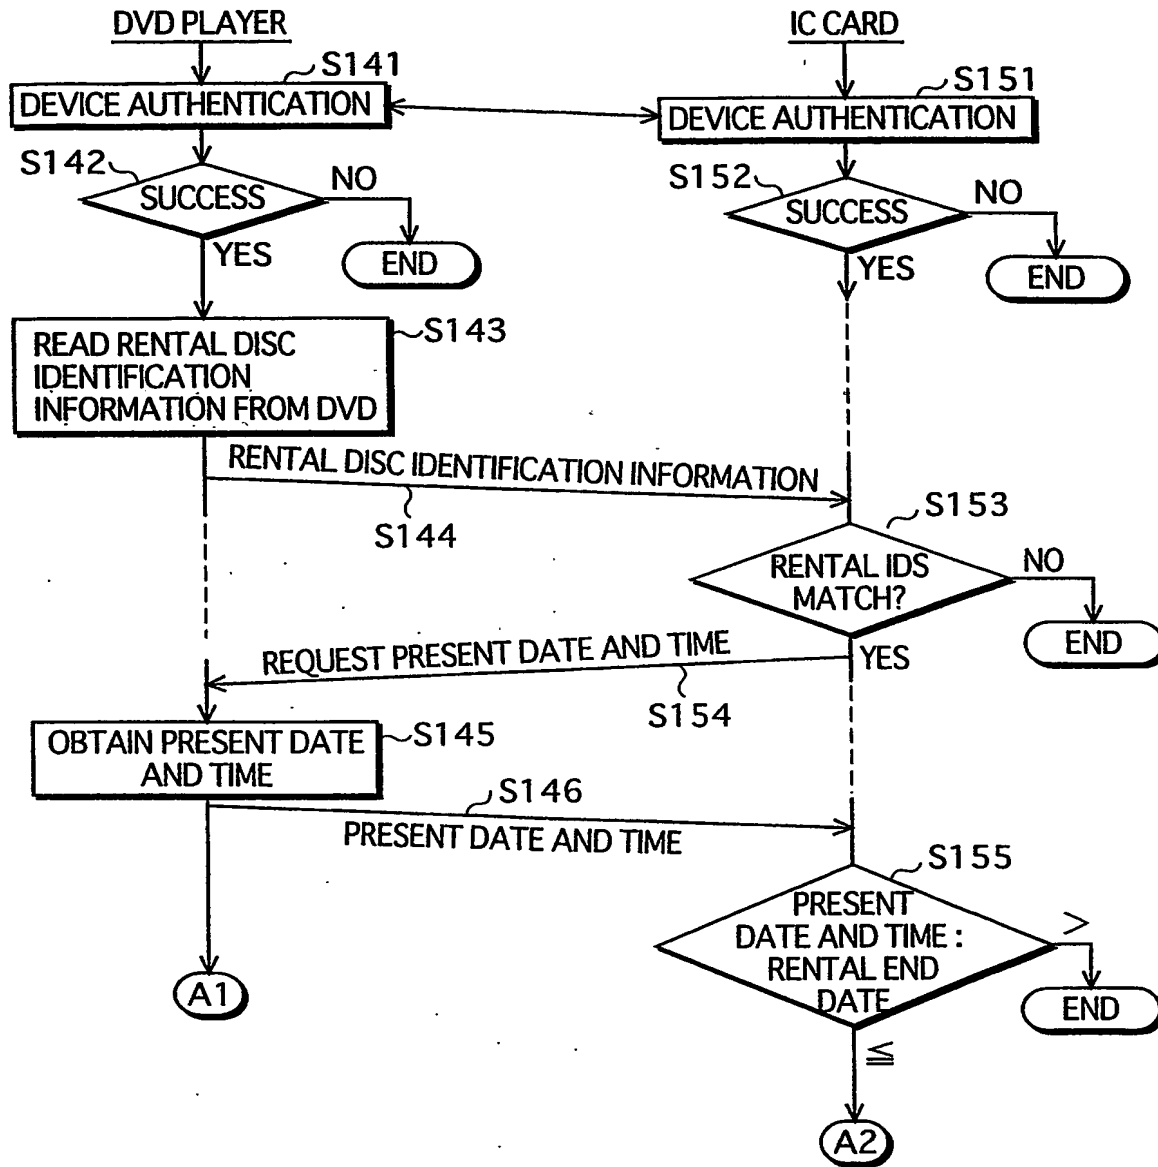 DVD PLAYER
IC CARD
S141
DEVICE AUTHENTICATION
S151
DEVICE AUTHENTICATION
S142
SUCCESS
NO
YES
END
S152
SUCCESS
NO
YES
END
S143
READ RENTAL DISC
IDENTIFICATION
INFORMATION FROM DVD
RENTAL DISC IDENTIFICATION INFORMATION
S144
S153
RENTAL IDS
MATCH?
NO
END
YES
REQUEST PRESENT DATE AND TIME
S154
S145
OBTAIN PRESENT DATE
AND TIME
S146
PRESENT DATE AND TIME
S155
PRESENT
DATE AND TIME :
RENTAL END
DATE
>
END
≦
A1
A2